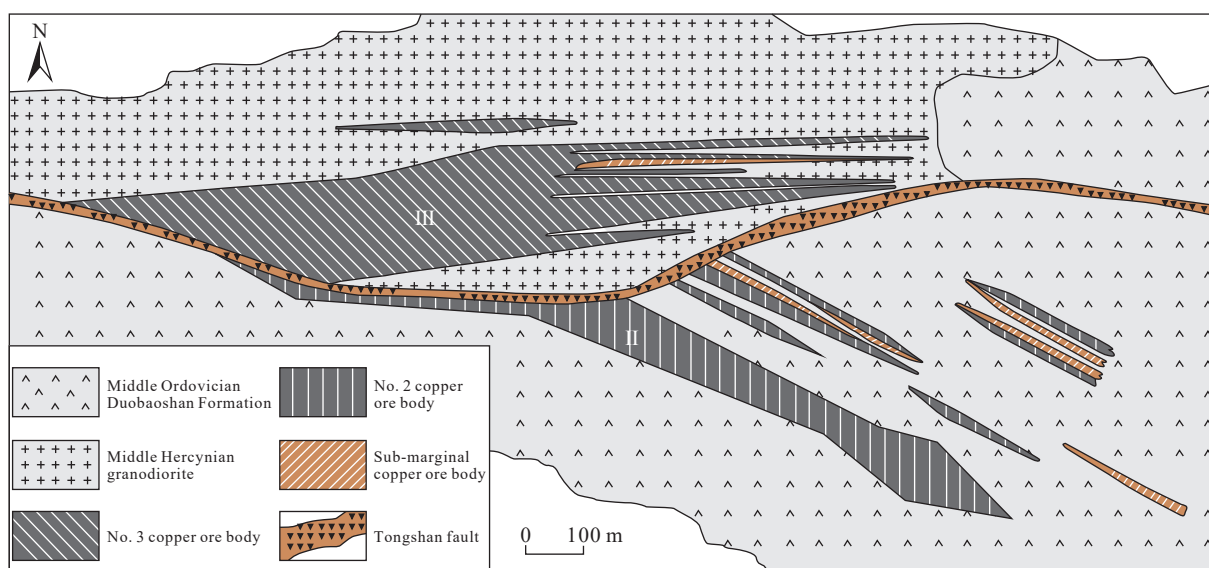 N
III
II
Middle Ordovician
Duobaoshan Formation
No. 2 copper
ore body
Middle Hercynian
granodiorite
Sub-marginal
copper ore body
No. 3 copper ore body
Tongshan fault
0 100 m